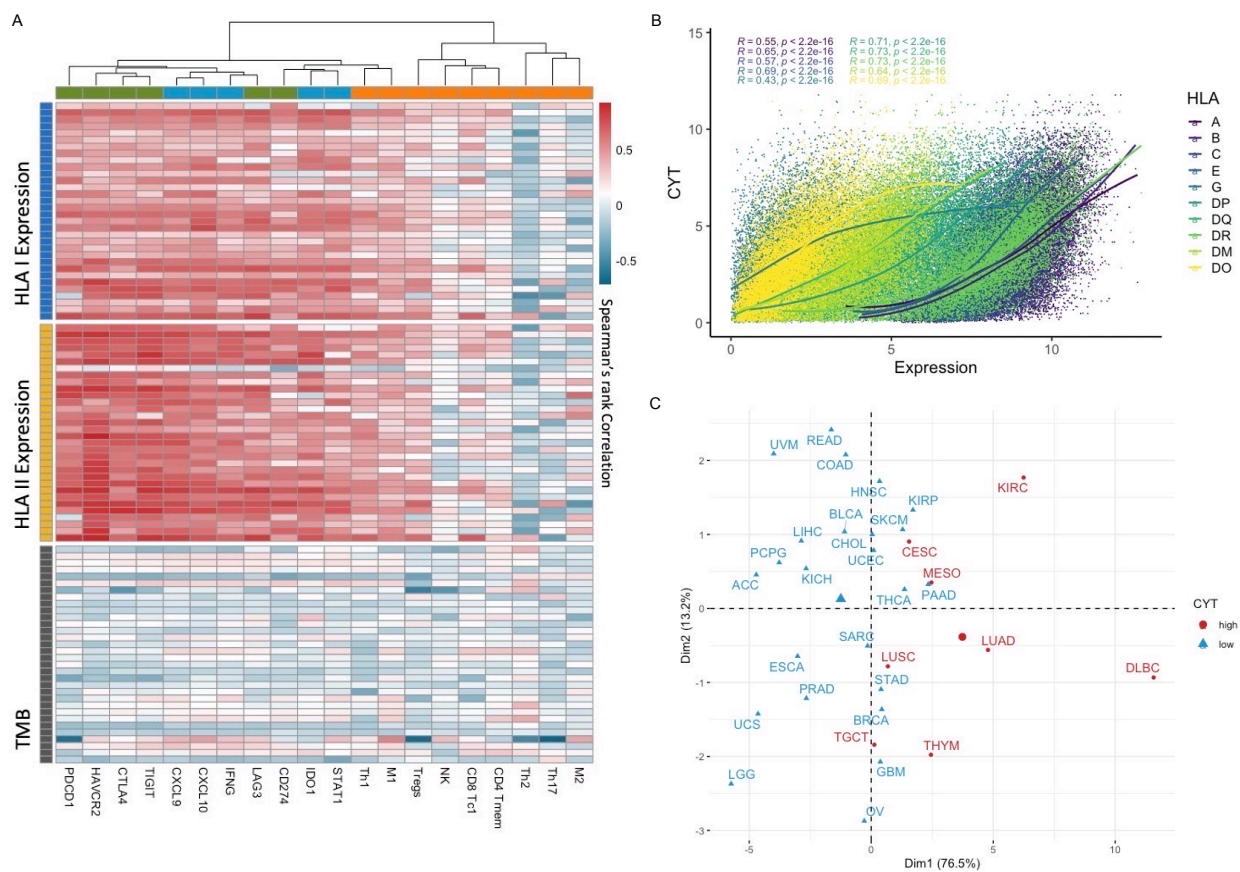 A
HLA I Expression
HLA II Expression
TMB
0.5
0
-0.5
Spearman's rank Correlation
PDCD1
HAVCR2
CTLA4
TIGIT
CXCL9
CXCL10
IFNG
LAG3
CD274
IDO1
STAT1
Th1
M1
Tregs
NK
CD8 Tc1
CD4 Tmem
Th2
Th17
M2
B
15
10
5
0
CYT
R = 0.55, p < 2.2e-16 R = 0.71, p < 2.2e-16
R = 0.65, p < 2.2e-16 R = 0.73, p < 2.2e-16
R = 0.57, p < 2.2e-16 R = 0.73, p < 2.2e-16
R = 0.69, p < 2.2e-16 R = 0.64, p < 2.2e-16
R = 0.43, p < 2.2e-16 R = 0.69, p < 2.2e-16
0 5 10
Expression
HLA
A
B
C
E
G
DP
DQ
DR
DM
DO
C
2
1
0
-1
-2
-3
Dim2 (13.2%)
UVM
READ
COAD
HNSC
KIRC
KIRP
BLCA
SKCM
LIHC
CHOL
CESC
PCPG
UCEC
MESO
ACC
KICH
PAAD
THCA
SARC
LUAD
LUSC
ESCA
DLBC
STAD
PRAD
BRCA
UCS
TGCT
THYM
GBM
LGG
OV
-5 0 5 10
Dim1 (76.5%)
CYT
high
low